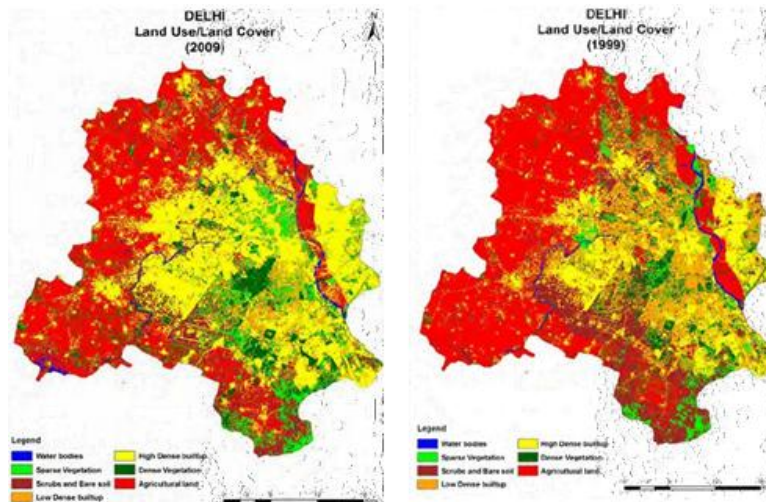 DELHI
Land Use/Land Cover
(2009)
N
Legend
Water bodies
High Dense builtup
Sparse Vegetation
Dense Vegetation
Scrubs and Bare soil
Agricultural land
Low Dense builtup
DELHI
Land Use/Land Cover
(1999)
Legend
Water bodies
High Dense builtup
Sparse Vegetation
Dense Vegetation
Scrubs and Bare soil
Agricultural land
Low Dense builtup